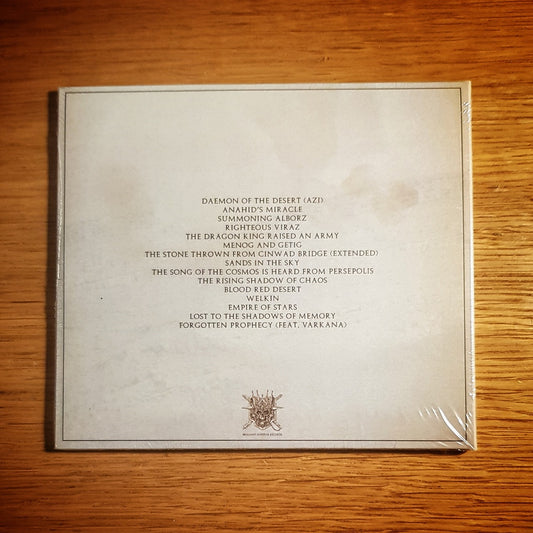 DAEMON OF THE DESERT (AZI)
ANAHID'S MIRACLE
SUMMONING ALBORZ
RIGHTEOUS VIRAZ
THE DRAGON KING RAISED AN ARMY
MENOG AND GETIG
THE STONE THROWN FROM CINWAD BRIDGE (EXTENDED)
SANDS IN THE SKY
THE SONG OF THE COSMOS IS HEARD FROM PERSEPOLIS
THE RISING SHADOW OF CHAOS
BLOOD RED DESERT
WELKIN
EMPIRE OF STARS
LOST TO THE SHADOWS OF MEMORY
FORGOTTEN PROPHECY (FEAT. VARKANA)
BRILLIANT EMPEROR RECORDS